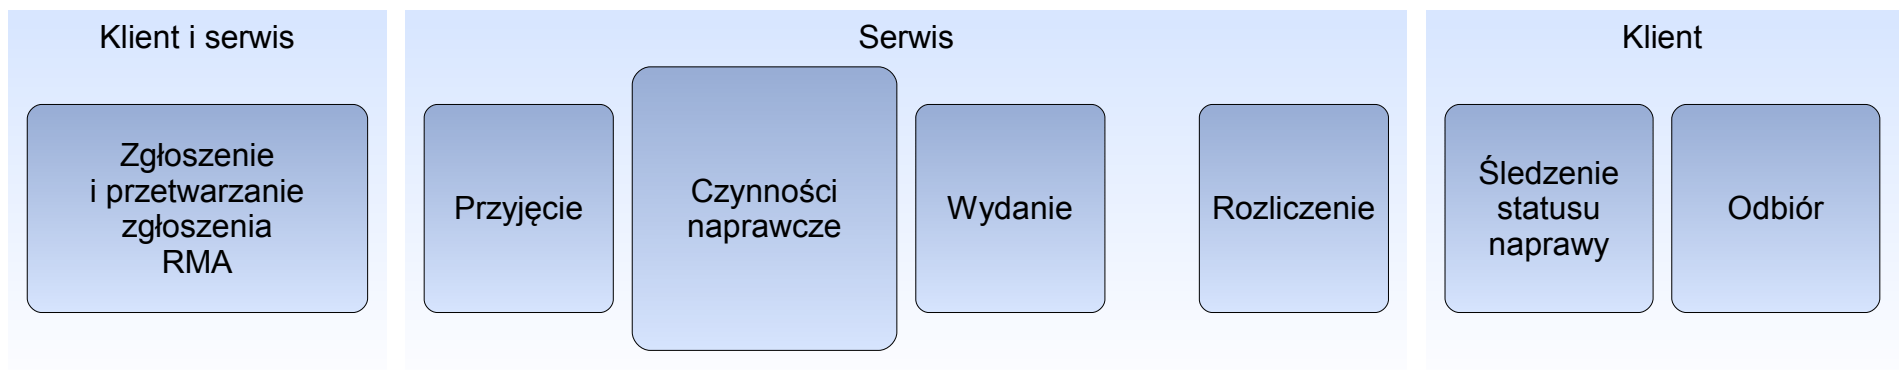 Klient i serwis
Zgłoszenie
i przetwarzanie
zgłoszenia
RMA
Serwis
Przyjęcie
Czynności
naprawcze
Wydanie
Rozliczenie
Klient
Śledzenie
statusu
naprawy
Odbiór